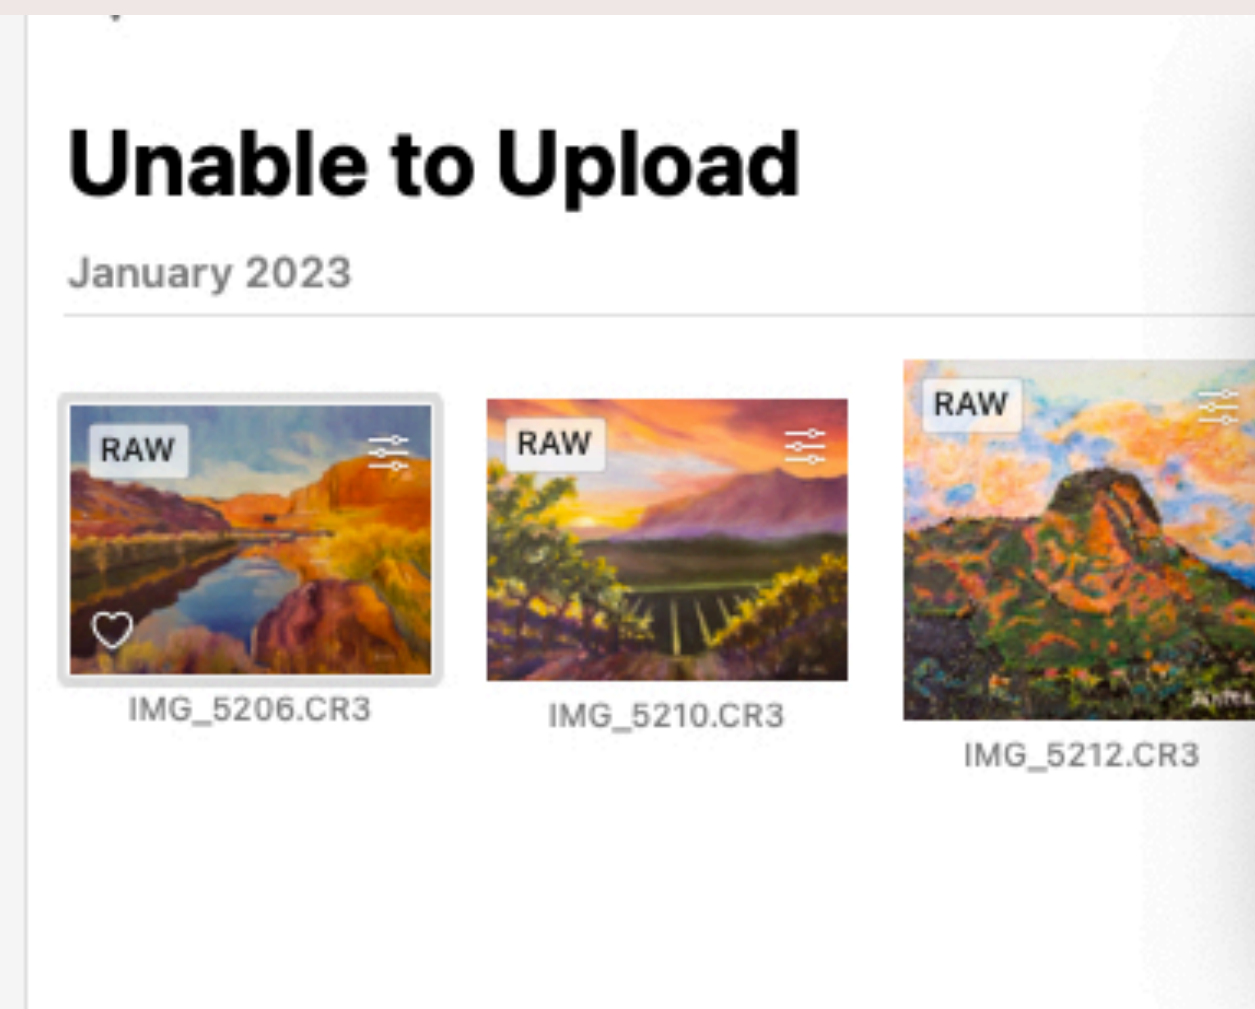 Unable to Upload
January 2023
RAW
RAW
RAW
IMG_5206.CR3
IMG_5210.CR3
IMG_5212.CR3